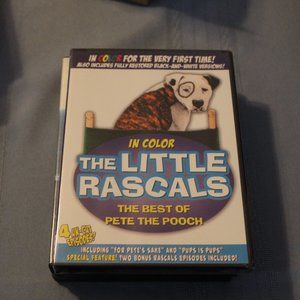 IN COLOR FOR THE VERY FIRST TIME!
ALSO INCLUDES FULLY RESTORED BLACK-AND-WHITE VERSIONS!
IN COLOR
THE LITTLE
RASCALS
THE BEST OF
PETE THE POOCH
4 
EPISODES!
INCLUDING "FOR PETE'S SAKE" AND "PUPS IS PUPS"
SPECIAL FEATURE! TWO BONUS RASCALS EPISODES INCLUDED!